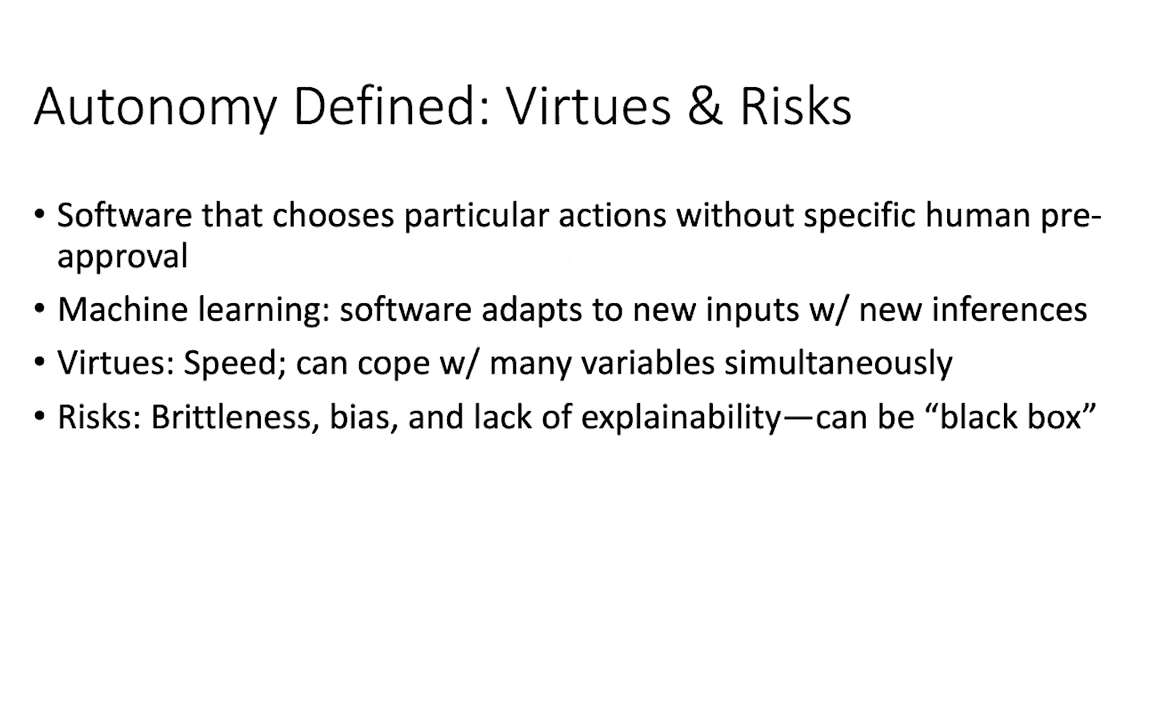 Autonomy Defined: Virtues & Risks
• Software that chooses particular actions without specific human pre-
approval
• Machine learning: software adapts to new inputs w/ new inferences
• Virtues: Speed; can cope w/ many variables simultaneously
• Risks: Brittleness, bias, and lack of explainability—can be “black box”